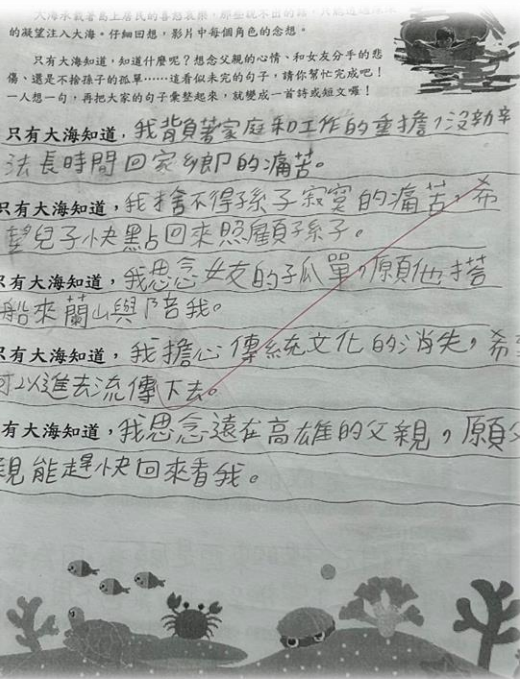 大海承載著島上居民的喜怒哀樂，那些說不出的話，只能透過
的凝望注入大海。仔細回想，影片中每個角色的念想。
只有大海知道，知道什麼呢？想念父親的心情、和女友分手的悲
傷、還是不捨孫子的孤單……這看似未完的句子，請你幫忙完成吧！
一人想一句，再把大家的句子彙整起來，就變成一首詩或短文囉！
只有大海知道，我背負著家庭和工作的重擔，沒辦
法長時間回家鄉的痛苦。
只有大海知道，我捨不得孫子寂寞的痛苦，希
望兒子快點回來照顧孫子。
只有大海知道，我思念女友的孤單，願他搭
船來蘭山與陪我。
只有大海知道，我擔心傳統文化的消失，希
可以進去流傳下去。
有大海知道，我思念遠在高雄的父親，願父
親能趕快回來看我。